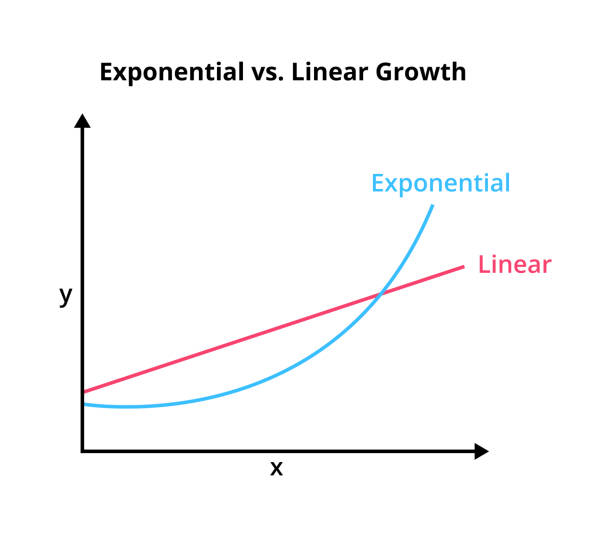 Exponential vs. Linear Growth
Exponential
Linear
y
x